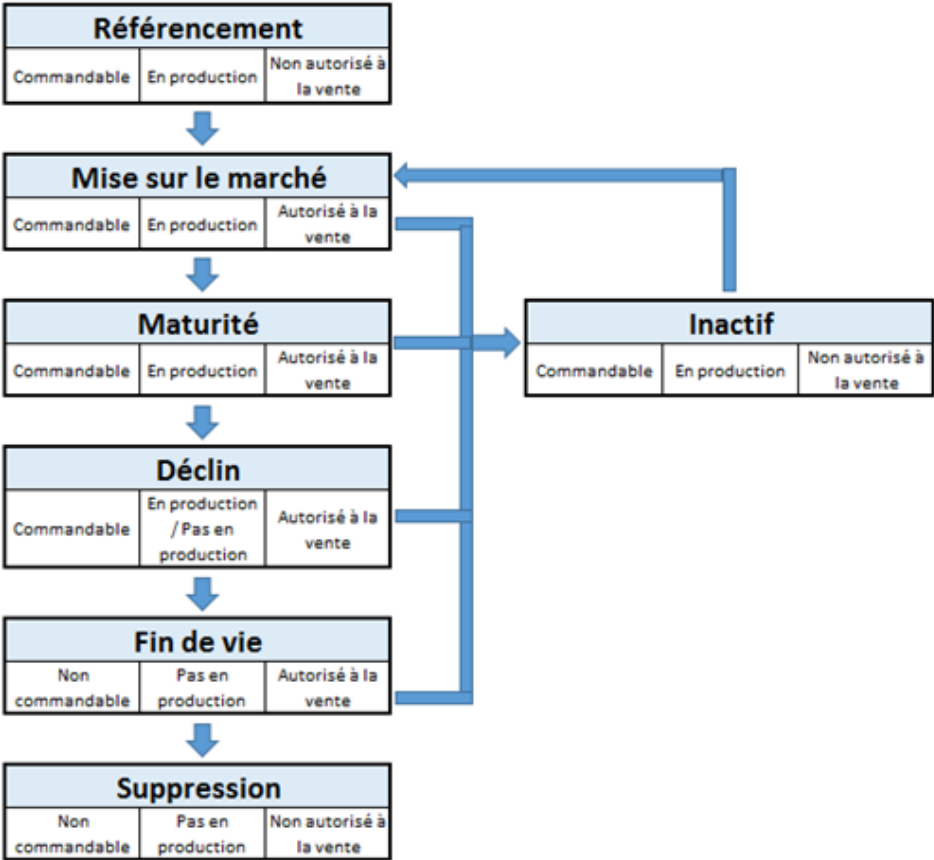 Référencement
Commandable
En production
Non autorisé à
la vente
Mise sur le marché
Commandable
En production
Autorisé à la
vente
Maturité
Commandable
En production
Autorisé à la
vente
Inactif
Commandable
En production
Non autorisé à
la vente
Déclin
Commandable
En production
/ Pas en
production
Autorisé à la
vente
Fin de vie
Non
commandable
Pas en
production
Autorisé à la
vente
Suppression
Non
commandable
Pas en
production
Non autorisé à
la vente